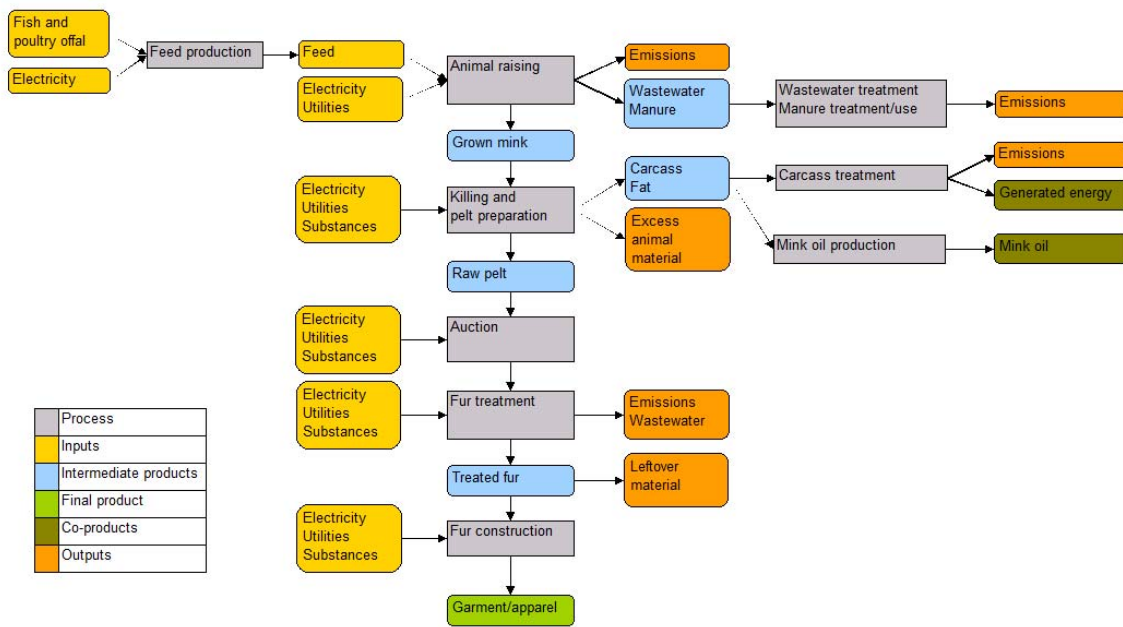 Fish and
poultry offal
Electricity
Feed production
Feed
Electricity
Utilities
Animal raising
Emissions
Wastewater
Manure
Wastewater treatment
Manure treatment/use
Emissions
Grown mink
Electricity
Utilities
Substances
Killing and
pelt preparation
Carcass
Fat
Excess
animal
material
Carcass treatment
Emissions
Generated energy
Mink oil production
Mink oil
Raw pelt
Electricity
Utilities
Substances
Auction
Electricity
Utilities
Substances
Fur treatment
Emissions
Wastewater
Treated fur
Leftover
material
Electricity
Utilities
Substances
Fur construction
Garment/apparel
Process
Inputs
Intermediate products
Final product
Co-products
Outputs